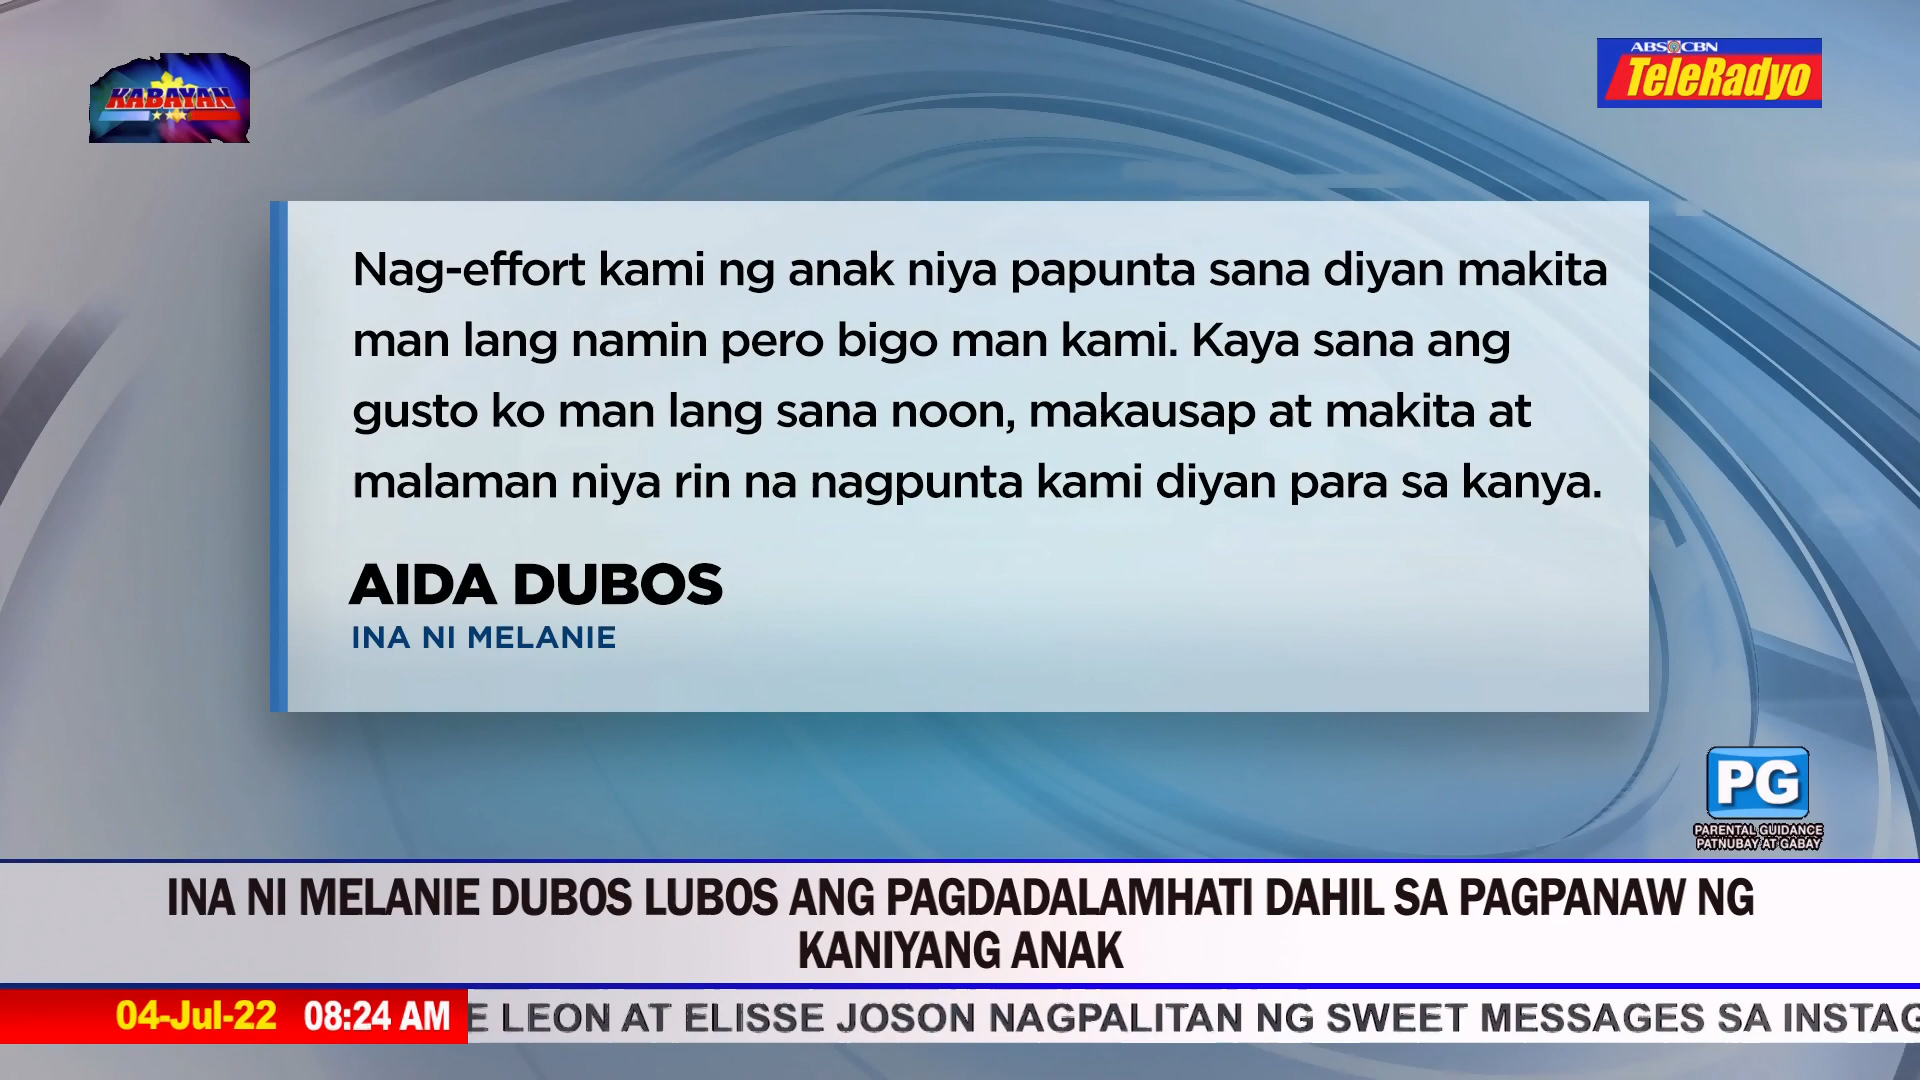 KABAYAN
ABS-CBN
TeleRadyo
Nag-effort kami ng anak niya papunta sana diyan makita
man lang namin pero bigo man kami. Kaya sana ang
gusto ko man lang sana noon, makausap at makita at
malaman niya rin na nagpunta kami diyan para sa kanya.
AIDA DUBOS
INA NI MELANIE
PG
PARENTAL GUIDANCE
PATNUBAY AT GABAY
INA NI MELANIE DUBOS LUBOS ANG PAGDADALAMHATI DAHIL SA PAGPANAW NG
KANIYANG ANAK
04-Jul-22 08:24 AM E LEON AT ELISSE JOSON NAGPALITAN NG SWEET MESSAGES SA INSTAG